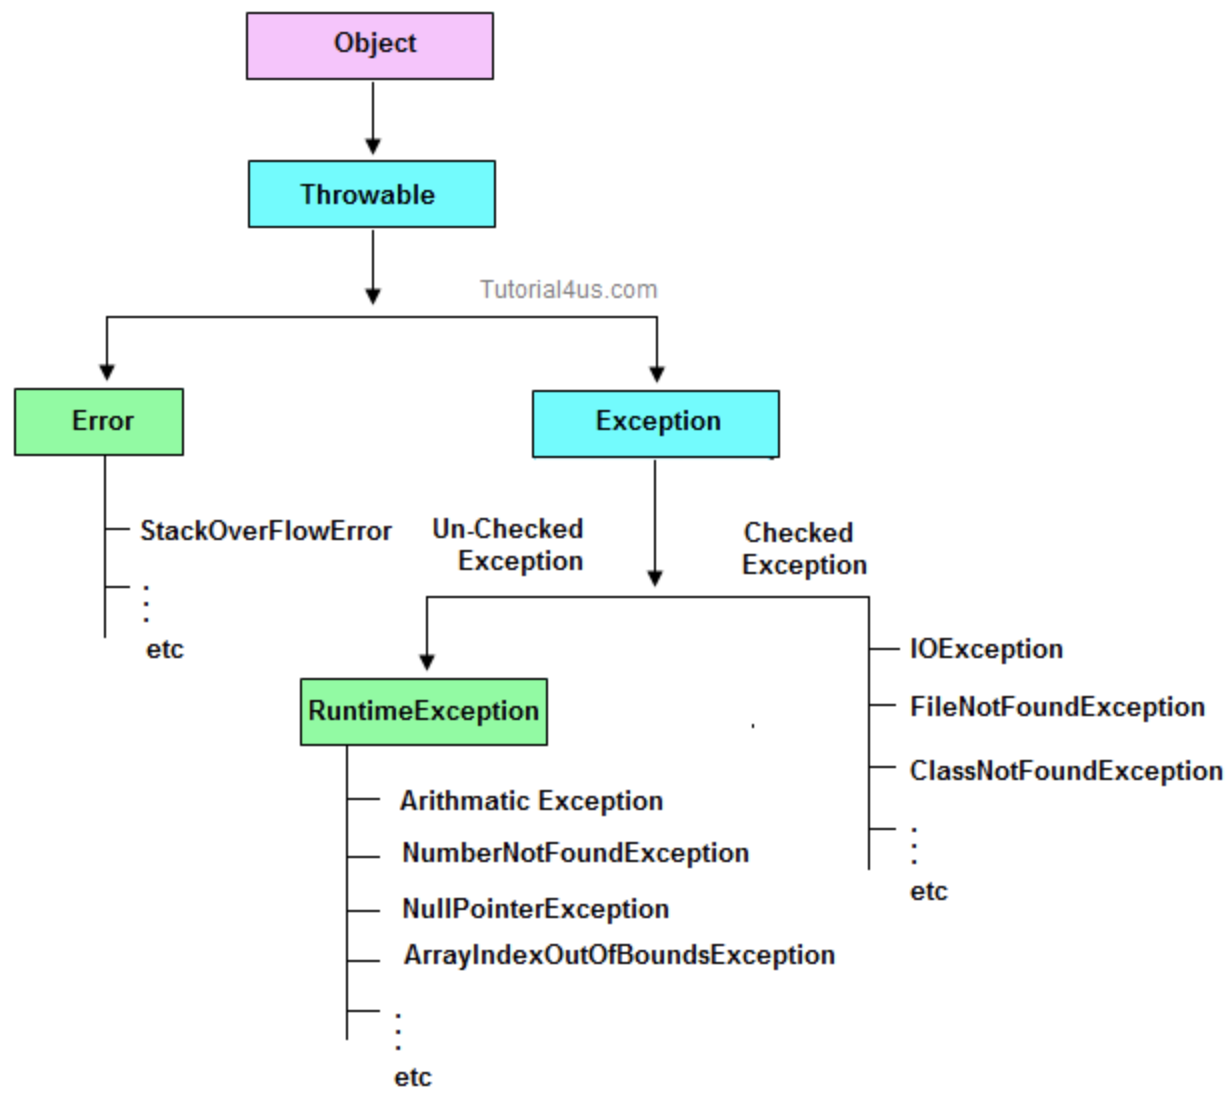 Object
Throwable
Tutorial4us.com
Error
Exception
StackOverFlowError
:
etc
Un-Checked
Exception
Checked
Exception
RuntimeException
Arithmatic Exception
NumberNotFoundException
NullPointerException
ArrayIndexOutOfBoundsException
:
etc
IOException
FileNotFoundException
ClassNotFoundException
:
etc